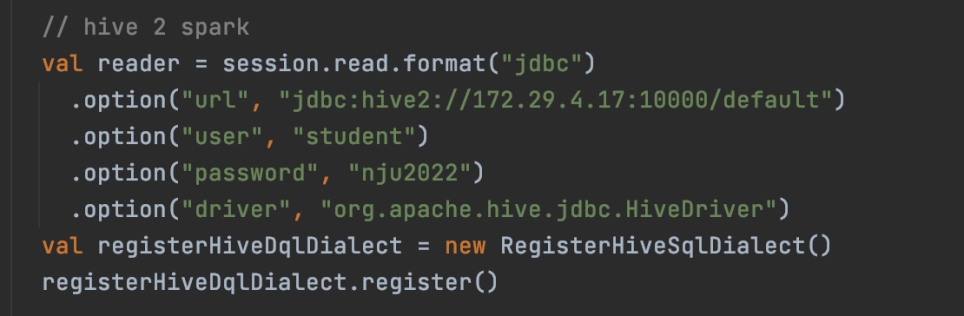 // hive 2 spark
val reader = session.read.format("jdbc")
.option("url", "jdbc:hive2://172.29.4.17:10000/default")
.option("user", "student")
.option("password", "nju2022")
.option("driver", "org.apache.hive.jdbc.HiveDriver")
val registerHiveDqlDialect = new RegisterHiveSqlDialect()
registerHiveDqlDialect.register()